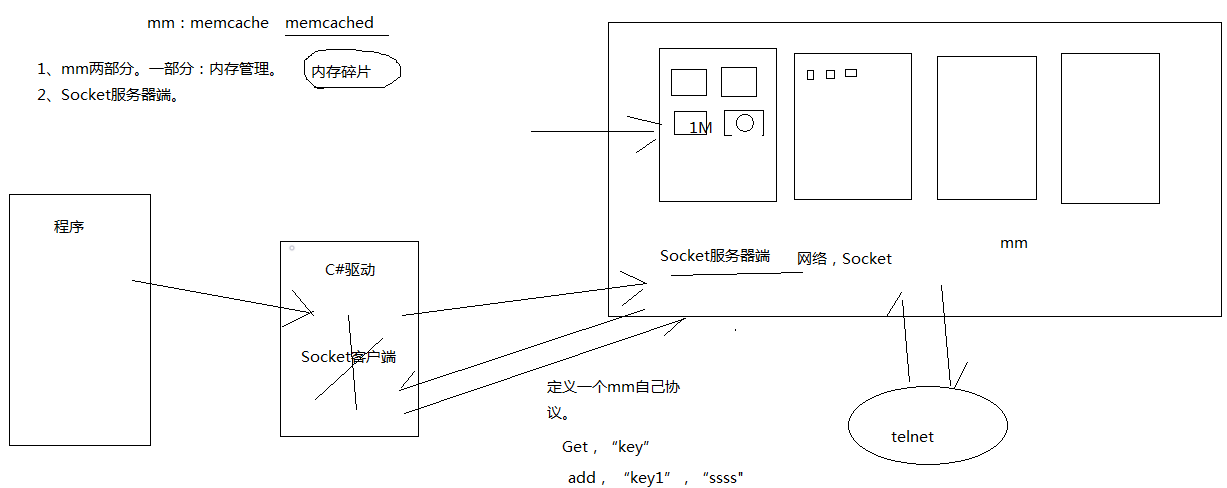 mm：memcache memcached
1、mm两部分。一部分：内存管理。 内存碎片
2、Socket服务器端。
1M
程序
C#驱动
Socket客户端
Socket服务器端 网络，Socket
mm
定义一个mm自己协
议。
Get，“key”
add，“key1”，“ssss"
telnet